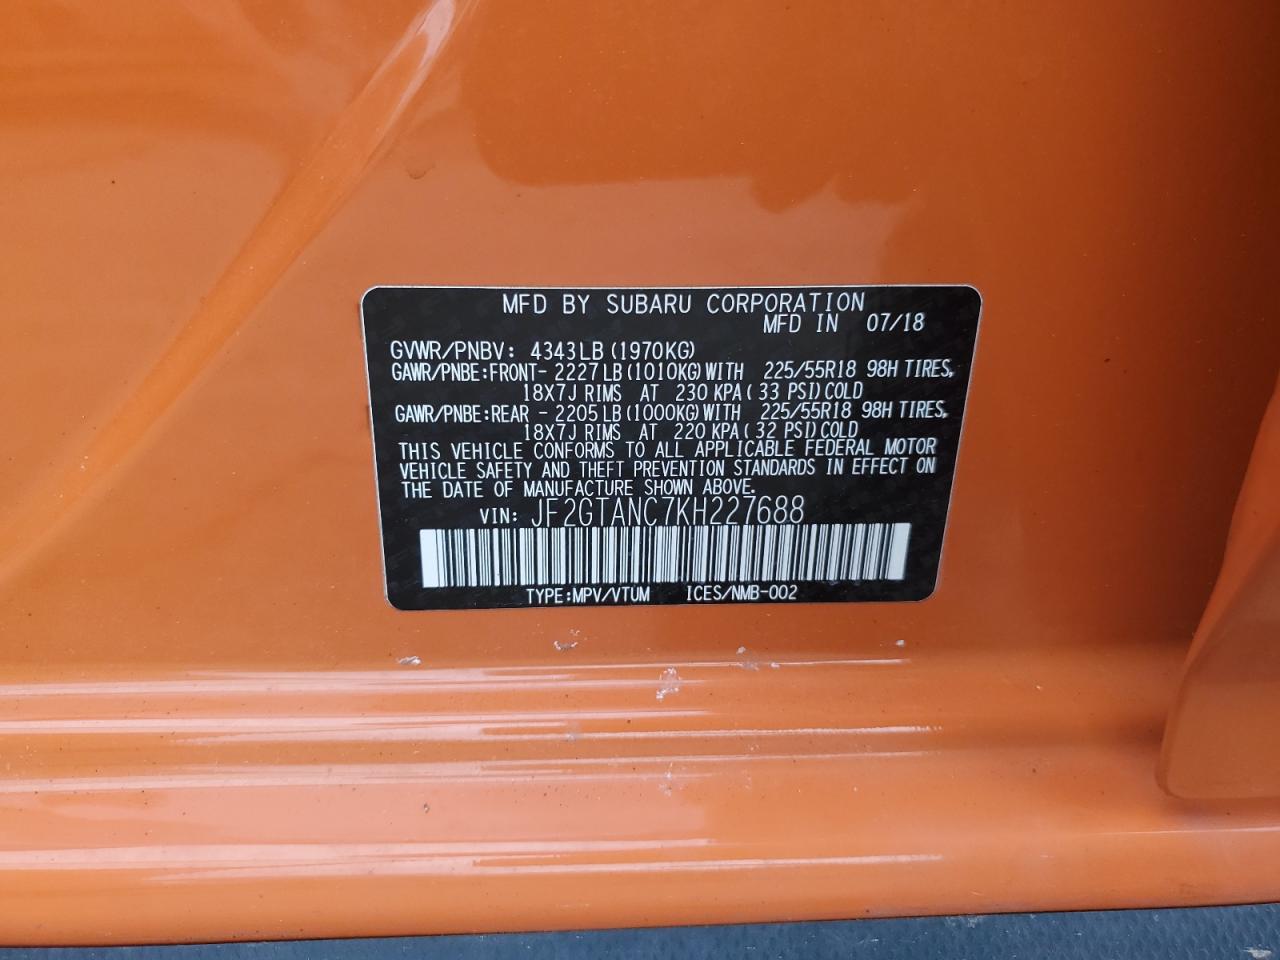 MFD BY SUBARU CORPORATION
MFD IN 07/18
GVWR/PNBV: 4343LB(1970KG)
GAWR/PNBE:FRONT- 2227LB(1010KG)WITH 225/55R18 98H TIRES,
18X7J RIMS AT 230 KPA( 33 PSI)COLD
GAWR/PNBE:REAR - 2205LB(1000KG)WITH 225/55R18 98H TIRES,
18X7J RIMS AT 220 KPA( 32 PSI)COLD
THIS VEHICLE CONFORMS TO ALL APPLICABLE FEDERAL MOTOR
VEHICLE SAFETY AND THEFT PREVENTION STANDARDS IN EFFECT ON
THE DATE OF MANUFACTURE SHOWN ABOVE.
VIN: JF2GTANC7KH227688
TYPE:MPV/VTUM ICES/NMB-002